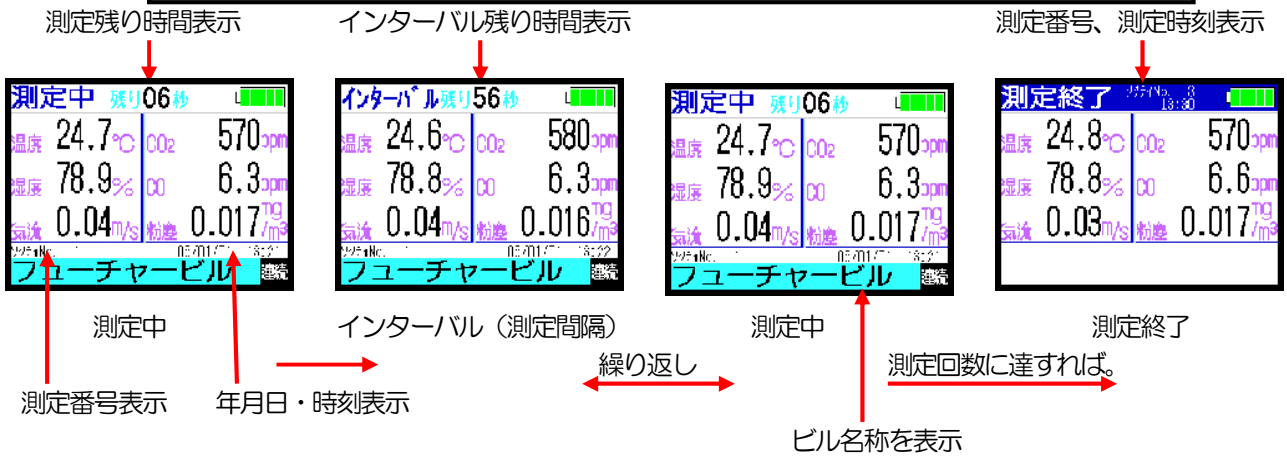 測定残り時間表示
インターバル残り時間表示
測定番号、測定時刻表示
測定中 残り06秒
温度 24.7℃ CO2 570ppm
湿度 78.9% CO 6.3ppm
気流 0.04m/s 粉塵 0.017mg/m3
フューチャービル 連続
インターバル残り56秒
温度 24.6℃ CO2 580ppm
湿度 78.8% CO 6.3ppm
気流 0.04m/s 粉塵 0.016mg/m3
フューチャービル 連続
測定中 残り06秒
温度 24.7℃ CO2 570ppm
湿度 78.9% CO 6.3ppm
気流 0.04m/s 粉塵 0.017mg/m3
フューチャービル 連続
測定終了 3
13:30
温度 24.8℃ CO2 570ppm
湿度 78.8% CO 6.6ppm
気流 0.03m/s 粉塵 0.017mg/m3
測定中
インターバル（測定間隔）
測定中
測定終了
繰り返し
測定回数に達すれば。
測定番号表示
年月日・時刻表示
ビル名称を表示